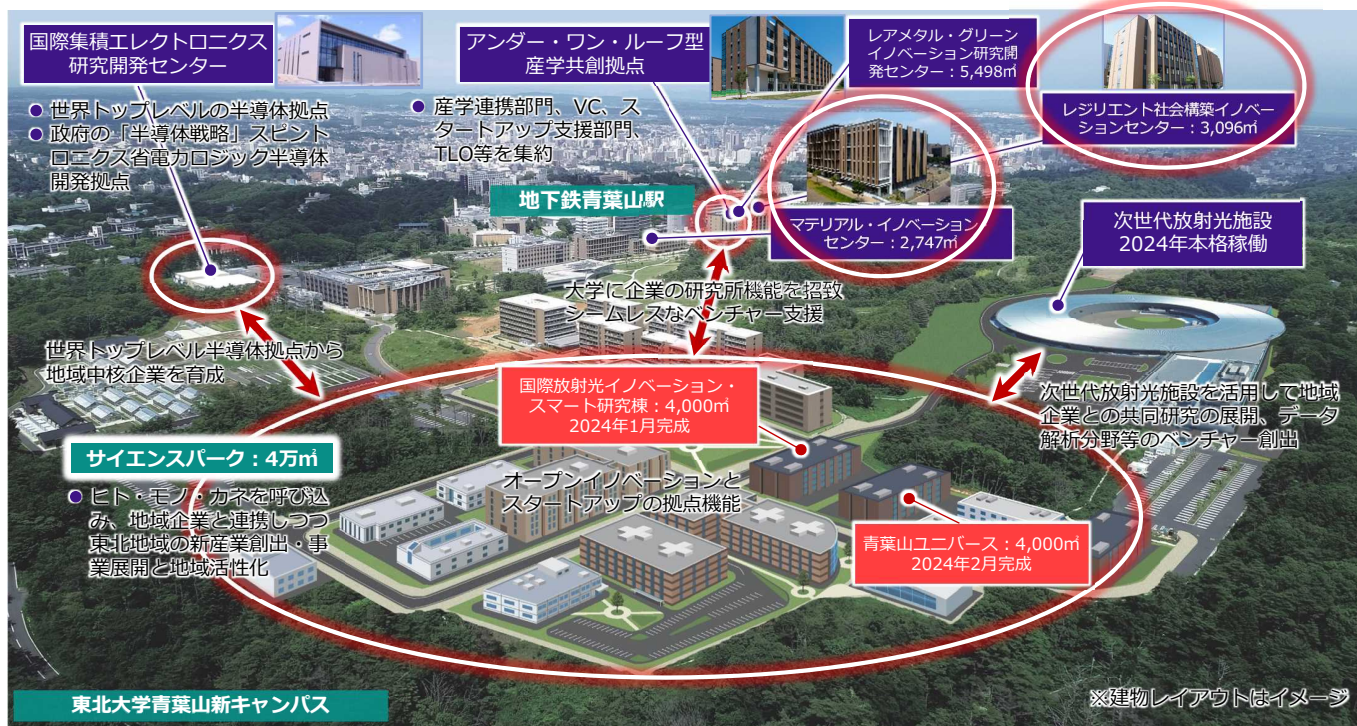 国際集積エレクトロニクス
研究開発センター
● 世界トップレベルの半導体拠点
● 政府の「半導体戦略」スピント
ロニクス省電力ロジック半導体
開発拠点
アンダー・ワン・ルーフ型
産学共創拠点
● 産学連携部門、VC、ス
タートアップ支援部門、
TLO等を集約
レアメタル・グリーン
イノベーション研究開
発センター：5,498㎡
レジリエント社会構築イノベー
ションセンター：3,096㎡
地下鉄青葉山駅
マテリアル・イノベーション
センター：2,747㎡
次世代放射光施設
2024年本格稼働
大学に企業の研究所機能を招致
シームレスなベンチャー支援
世界トップレベル半導体拠点から
地域中核企業を育成
国際放射光イノベーション・
スマート研究棟：4,000㎡
2024年1月完成
次世代放射光施設を活用して地域
企業との共同研究の展開、データ
解析分野等のベンチャー創出
サイエンスパーク：4万㎡
● ヒト・モノ・カネを呼び込
み、地域企業と連携しつつ
東北地域の新産業創出・事
業展開と地域活性化
オープンイノベーションと
スタートアップの拠点機能
青葉山ユニバース：4,000㎡
2024年2月完成
東北大学青葉山新キャンパス
※建物レイアウトはイメージ